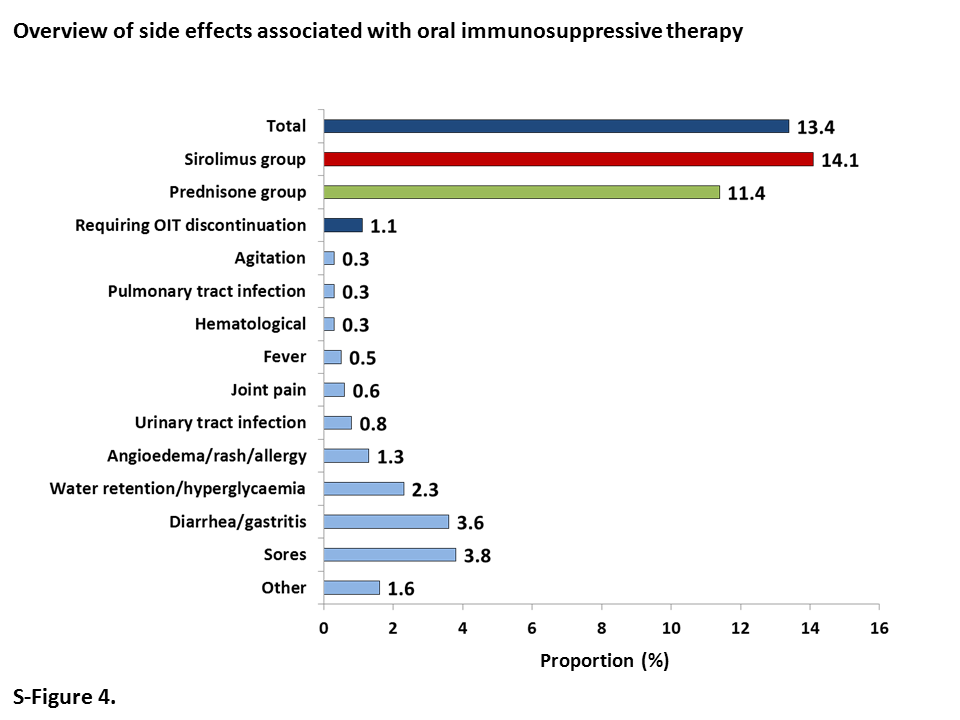 Overview of side effects associated with oral immunosuppressive therapy
Total 13.4
Sirolimus group 14.1
Prednisone group 11.4
Requiring OIT discontinuation 1.1
Agitation 0.3
Pulmonary tract infection 0.3
Hematological 0.3
Fever 0.5
Joint pain 0.6
Urinary tract infection 0.8
Angioedema/rash/allergy 1.3
Water retention/hyperglycaemia 2.3
Diarrhea/gastritis 3.6
Sores 3.8
Other 1.6
0 2 4 6 8 10 12 14 16
Proportion (%)
S-Figure 4.